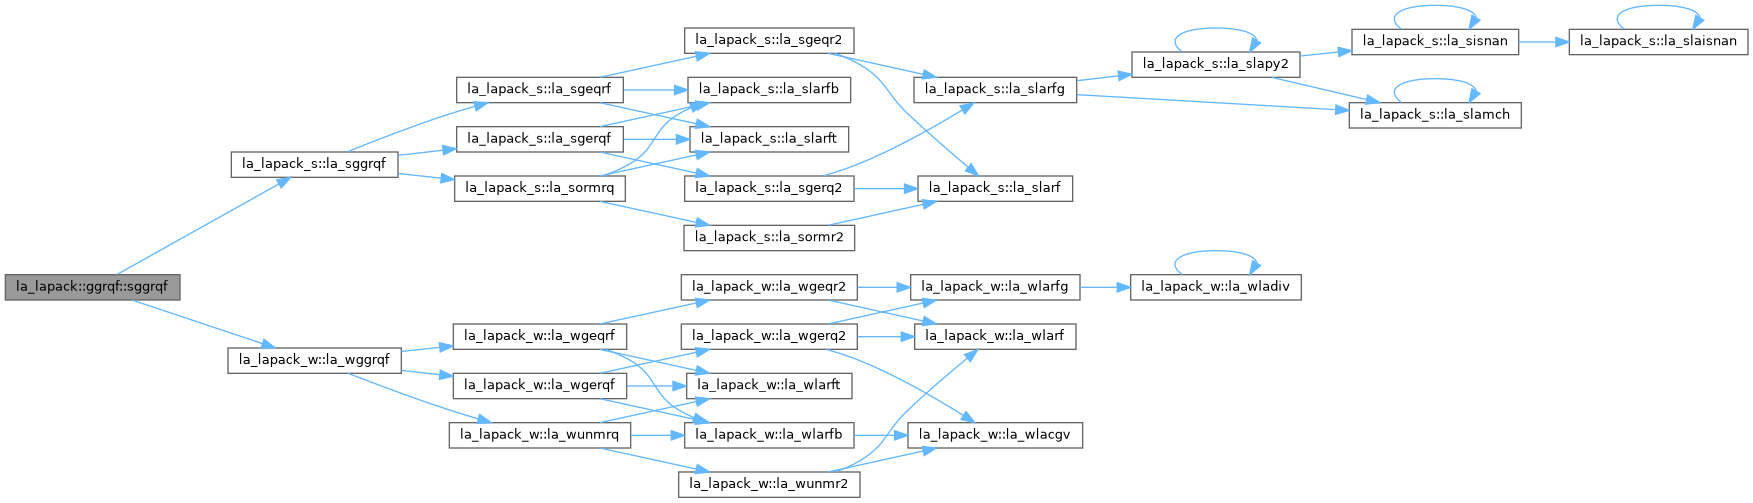 la_lapack::ggrqf::sggrqf
la_lapack_s::la_sggrqf
la_lapack_s::la_sgeqrf
la_lapack_s::la_sgerqf
la_lapack_s::la_sormrq
la_lapack_s::la_sgeqr2
la_lapack_s::la_slarfb
la_lapack_s::la_slarft
la_lapack_s::la_sgerq2
la_lapack_s::la_sormr2
la_lapack_s::la_slarfg
la_lapack_s::la_slarf
la_lapack_s::la_slapy2
la_lapack_s::la_sisnan
la_lapack_s::la_slaisnan
la_lapack_s::la_slamch
la_lapack_w::la_wggrqf
la_lapack_w::la_wgeqrf
la_lapack_w::la_wgerqf
la_lapack_w::la_wunmrq
la_lapack_w::la_wgeqr2
la_lapack_w::la_wgerq2
la_lapack_w::la_wlarft
la_lapack_w::la_wlarfb
la_lapack_w::la_wunmr2
la_lapack_w::la_wlarfg
la_lapack_w::la_wlarf
la_lapack_w::la_wlacgv
la_lapack_w::la_wladiv